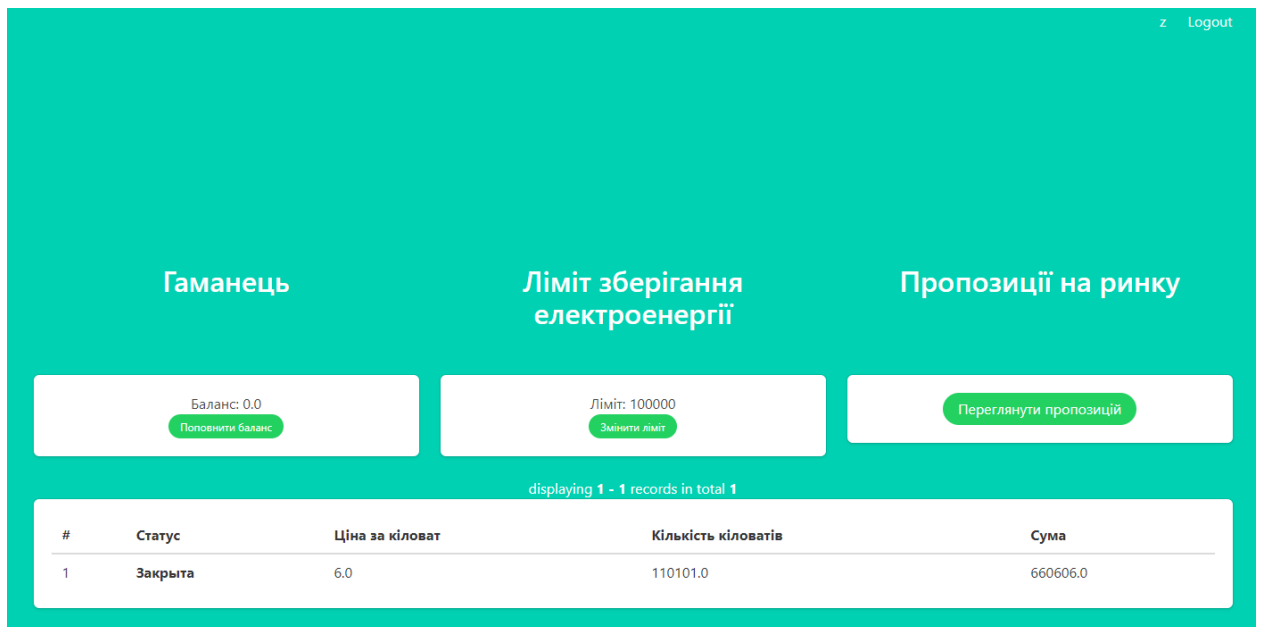 z Logout
Гаманець
Ліміт зберігання
електроенергії
Пропозиції на ринку
Баланс: 0.0
Поповнити баланс
Ліміт: 100000
Змінити ліміт
Переглянути пропозицій
displaying 1 - 1 records in total 1
# Статус Ціна за кіловат Кількість кіловатів Сума
1 Закрита 6.0 110101.0 660606.0